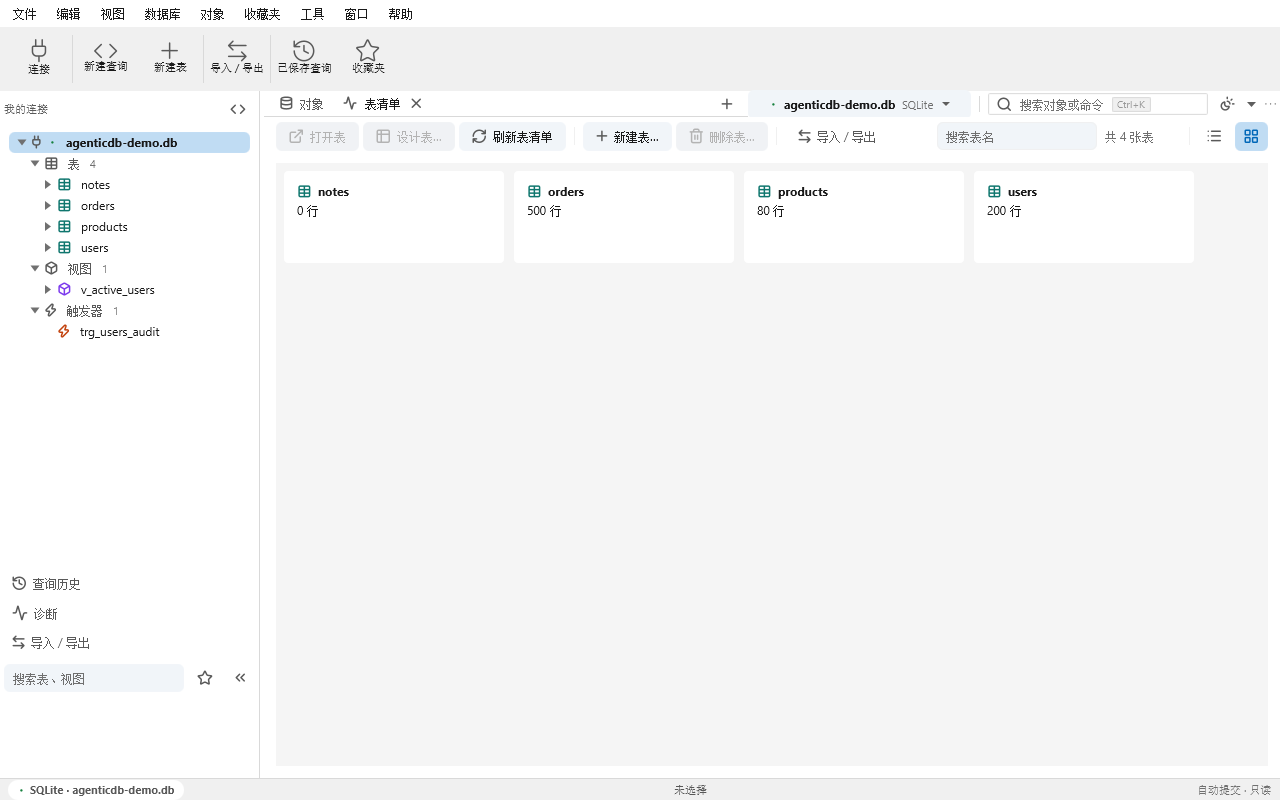 文件 编辑 视图 数据库 对象 收藏夹 工具 窗口 帮助
连接 新建查询 新建表 导入 / 导出 已保存查询 收藏夹
我的连接
agenticdb-demo.db
表 4
notes
orders
products
users
视图 1
v_active_users
触发器 1
trg_users_audit
查询历史
诊断
导入 / 导出
搜索表、视图
对象 表清单 agenticdb-demo.db SQLite 搜索对象或命令 Ctrl+K
打开表 设计表... 刷新表清单 新建表... 删除表... 导入 / 导出 搜索表名 共 4 张表
notes orders products users
0 行 500 行 80 行 200 行
SQLite · agenticdb-demo.db 未选择 自动提交 · 只读